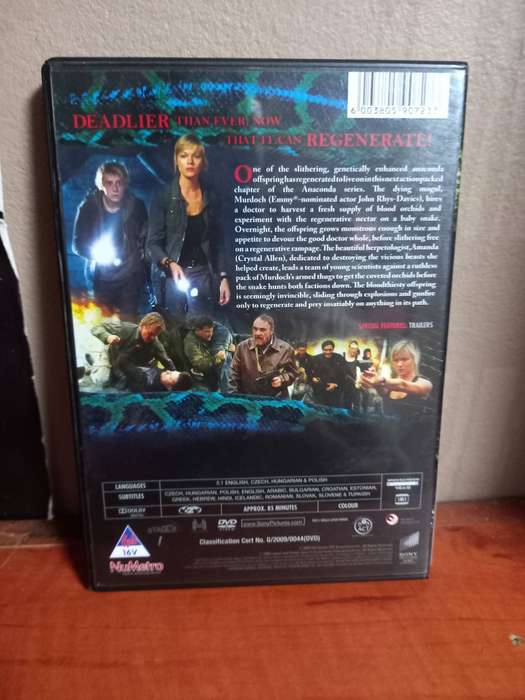 6 003805 907233
DEADLIER THAN EVER, NOW
THAT IT CAN REGENERATE!
One of the slithering, genetically enhanced anaconda
offspring has regenerated to live on in this next action packed
chapter of the Anaconda series. The dying mogul,
Murdoch (Emmy®-nominated actor John Rhys-Davies), hires
a doctor to harvest a fresh supply of blood orchids and
experiment with the regenerative nectar on a baby snake.
Overnight, the offspring grows monstrous enough in size and
appetite to devour the good doctor whole, before slithering free
on a regenerative rampage. The beautiful herpetologist, Amanda
(Crystal Allen), dedicated to destroying the vicious beasts she
helped create, leads a team of young scientists against a ruthless
pack of Murdoch's armed thugs to get the coveted orchids before
the snake hunts both factions down. The bloodthirsty offspring
is seemingly invincible, sliding through explosions and gunfire
only to regenerate and prey insatiably on anything in its path.
SPECIAL FEATURES: TRAILERS
LANGUAGES 5.1 ENGLISH, CZECH, HUNGARIAN & POLISH
SUBTITLES CZECH, HUNGARIAN, POLISH, ENGLISH, ARABIC, BULGARIAN, CROATIAN, ESTONIAN,
GREEK, HEBREW, HINDI, ICELANDIC, ROMANIAN, SLOVAK, SLOVENE & TURKISH
DOLBY APPROX. 85 MINUTES COLOUR
DVD
www.SonyPictures.com
Classification Cert No. G/2009/0044(DVD)
16V
NuMetro
SONY